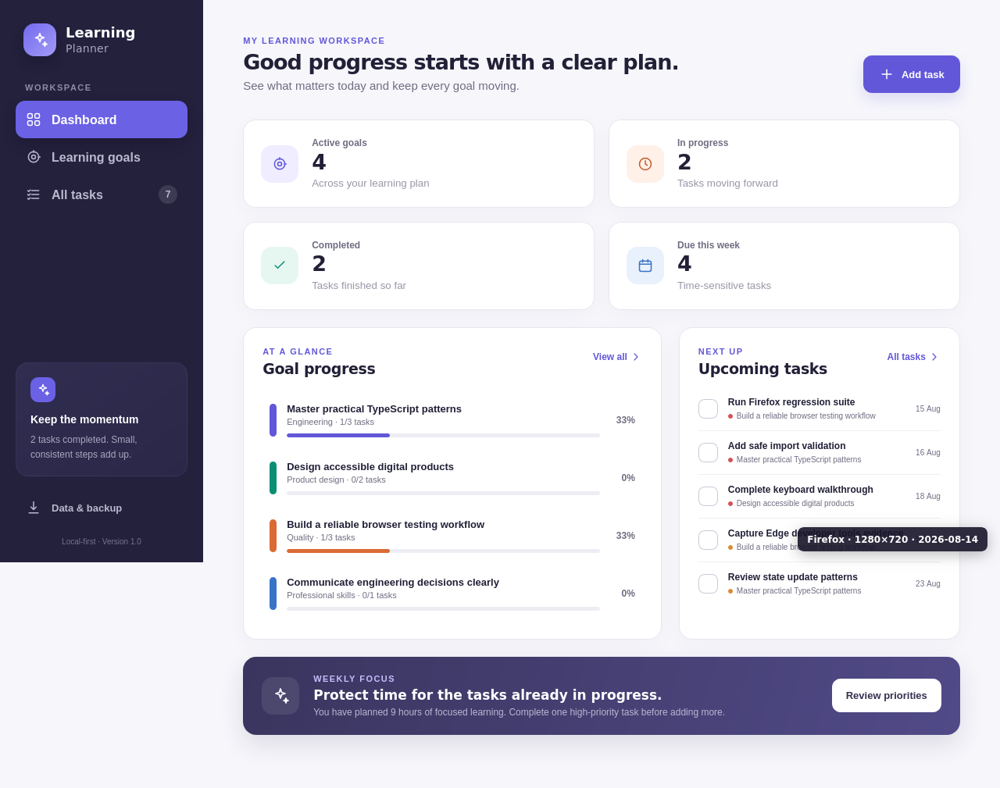 Learning
Planner
WORKSPACE
Dashboard
Learning goals
All tasks
7
Keep the momentum
2 tasks completed. Small,
consistent steps add up.
Data & backup
Local-first · Version 1.0
MY LEARNING WORKSPACE
Good progress starts with a clear plan.
See what matters today and keep every goal moving.
Add task
Active goals
4
Across your learning plan
In progress
2
Tasks moving forward
Completed
2
Tasks finished so far
Due this week
4
Time-sensitive tasks
AT A GLANCE
Goal progress
View all
Master practical TypeScript patterns
Engineering · 1/3 tasks
33%
Design accessible digital products
Product design · 0/2 tasks
0%
Build a reliable browser testing workflow
Quality · 1/3 tasks
33%
Communicate engineering decisions clearly
Professional skills · 0/1 tasks
0%
NEXT UP
Upcoming tasks
All tasks
Run Firefox regression suite
Build a reliable browser testing workflow
15 Aug
Add safe import validation
Master practical TypeScript patterns
16 Aug
Complete keyboard walkthrough
Design accessible digital products
18 Aug
Capture Edge developer tools evidence
Build a reliable browser testing workflow
Firefox · 1280×720 · 2026-08-14
Review state update patterns
Master practical TypeScript patterns
23 Aug
WEEKLY FOCUS
Protect time for the tasks already in progress.
You have planned 9 hours of focused learning. Complete one high-priority task before adding more.
Review priorities